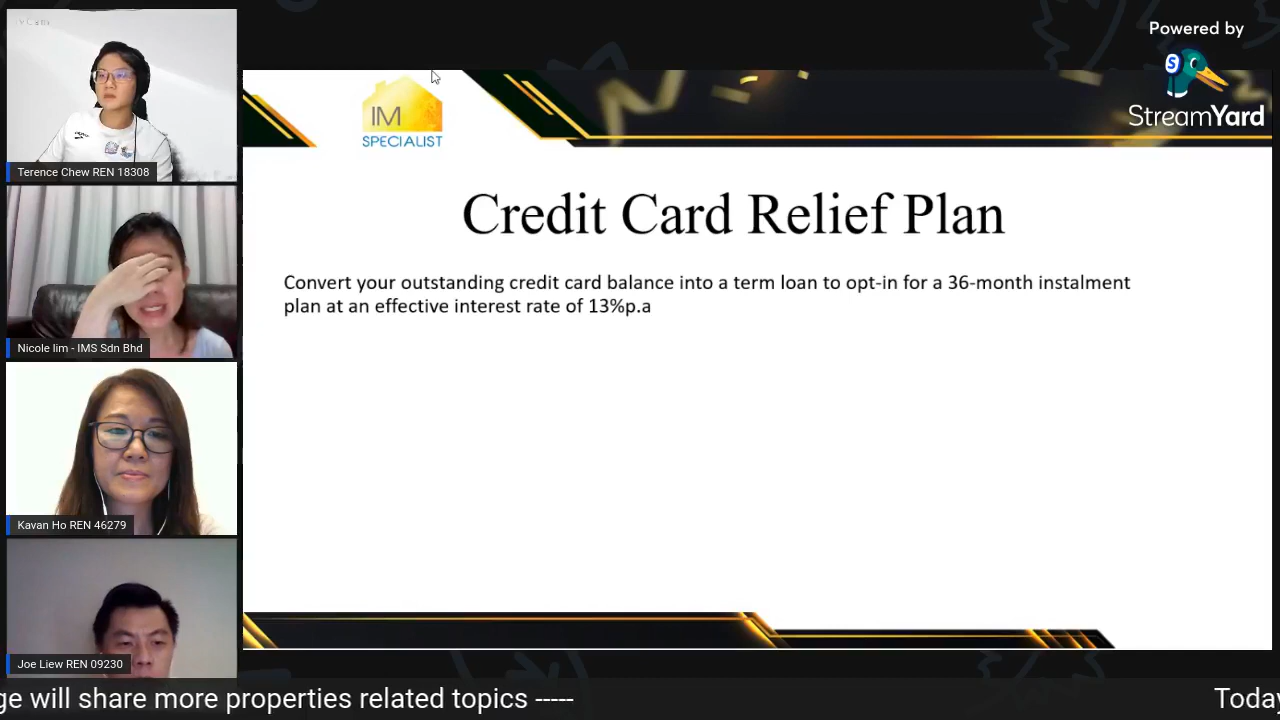 Powered by
StreamYard
IM
SPECIALIST
Credit Card Relief Plan
Convert your outstanding credit card balance into a term loan to opt-in for a 36-month instalment
plan at an effective interest rate of 13%p.a
Terence Chew REN 18308
Nicole lim - IMS Sdn Bhd
Kavan Ho REN 46279
Joe Liew REN 09230
ge will share more properties related topics ----- Today